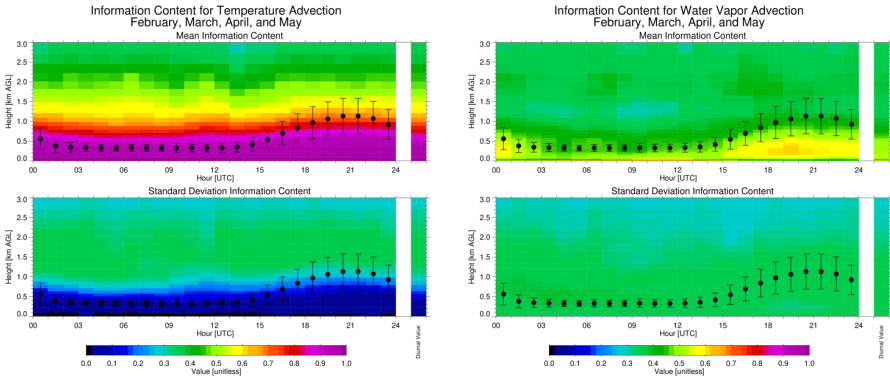 Information Content for Temperature Advection
February, March, April, and May
Mean Information Content
Height [km AGL]
3.0
2.5
2.0
1.5
1.0
0.5
0.0
00 03 06 09 12 15 18 21 24
Hour [UTC]
Standard Deviation Information Content
Height [km AGL]
3.0
2.5
2.0
1.5
1.0
0.5
0.0
00 03 06 09 12 15 18 21 24
Hour [UTC]
Diurnal Value
0.0 0.1 0.2 0.3 0.4 0.5 0.6 0.7 0.8 0.9 1.0
Value [unitless]
Information Content for Water Vapor Advection
February, March, April, and May
Mean Information Content
Height [km AGL]
3.0
2.5
2.0
1.5
1.0
0.5
0.0
00 03 06 09 12 15 18 21 24
Hour [UTC]
Standard Deviation Information Content
Height [km AGL]
3.0
2.5
2.0
1.5
1.0
0.5
0.0
00 03 06 09 12 15 18 21 24
Hour [UTC]
Diurnal Value
0.0 0.1 0.2 0.3 0.4 0.5 0.6 0.7 0.8 0.9 1.0
Value [unitless]